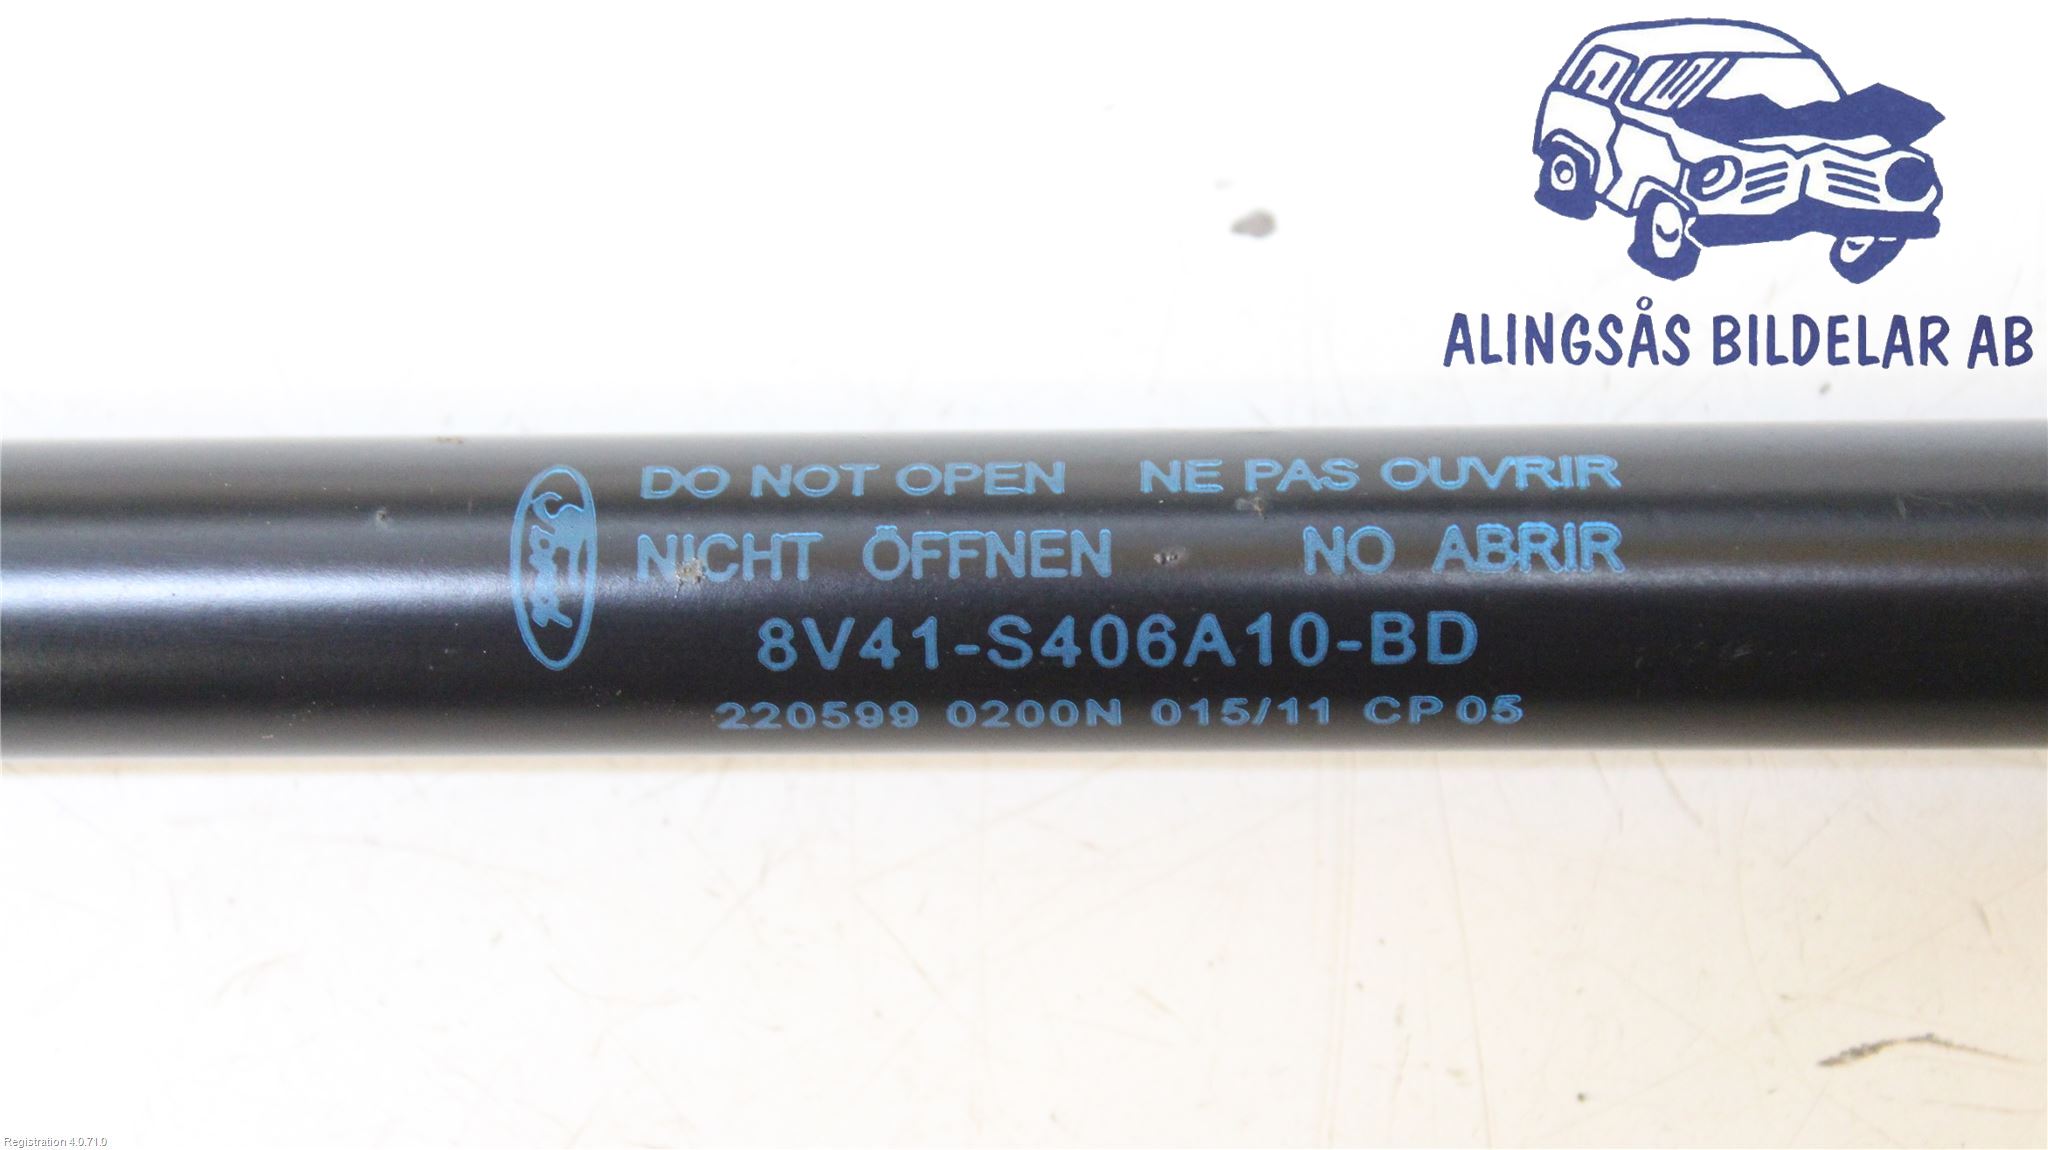 ALINGSÅS BILDELAR AB
Ford
DO NOT OPEN NE PAS OUVRIR
NICHT ÖFFNEN NO ABRIR
8V41-S406A10-BD
220599 0200N 015/11 CP05
Registration 4.0.71.0